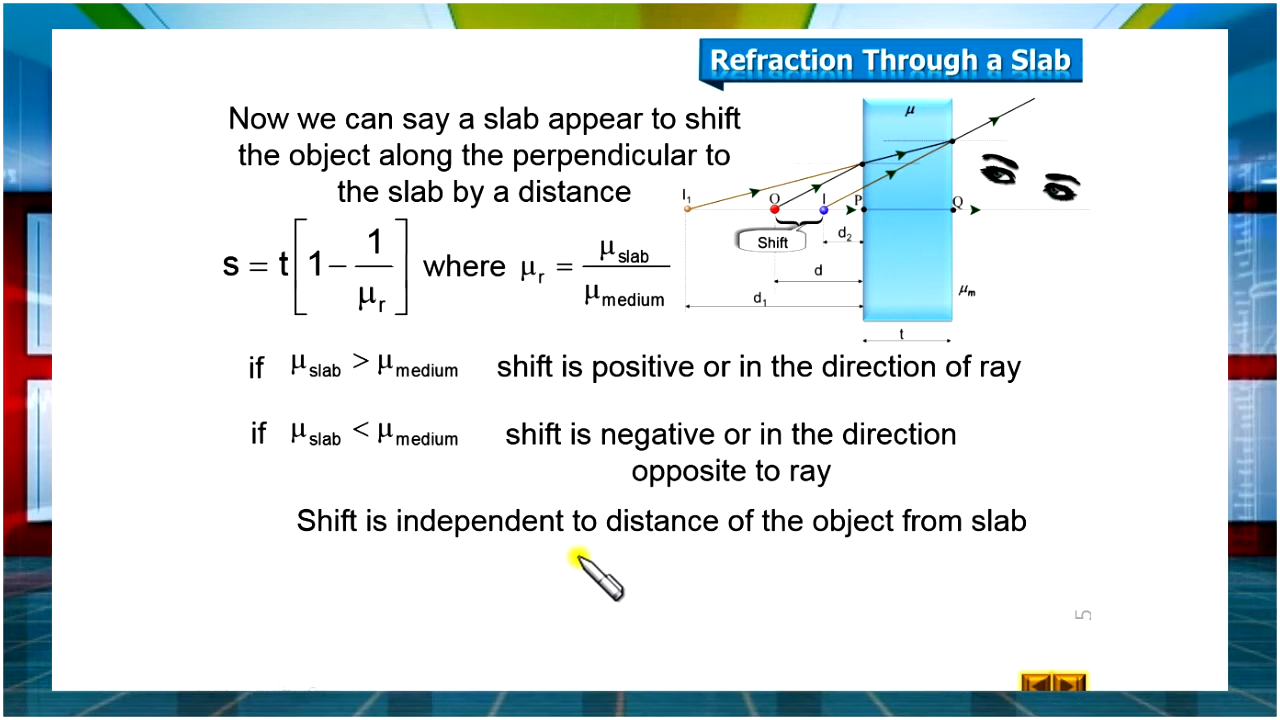 Refraction Through a Slab
Now we can say a slab appear to shift
the object along the perpendicular to
the slab by a distance
s = t[1 − 1/μr] where μr = μslab/μmedium
μ
I1
O
I
P
Q
Shift
d2
d
d1
μm
t
if μslab > μmedium shift is positive or in the direction of ray
if μslab < μmedium shift is negative or in the direction
opposite to ray
Shift is independent to distance of the object from slab
5